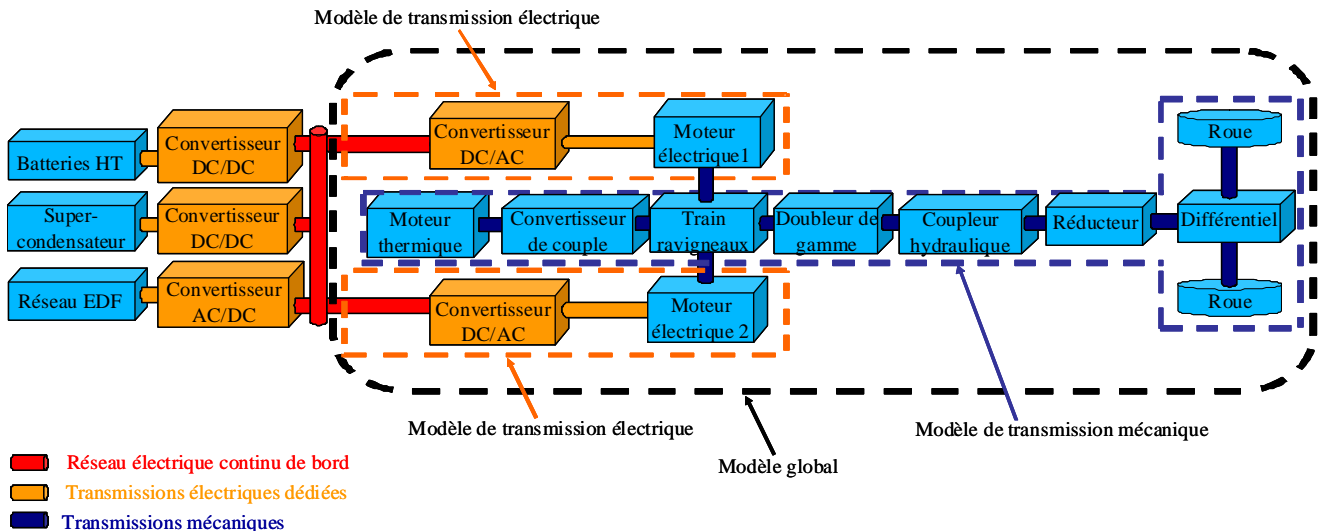 Modèle de transmission électrique
Batteries HT
Convertisseur
DC/DC
Convertisseur
DC/AC
Moteur
électrique1
Roue
Super-
condensateur
Convertisseur
DC/DC
Moteur
thermique
Convertisseur
de couple
Train
ravigneaux
Doubleur de
gamme
Coupleur
hydraulique
Réducteur
Différentiel
Réseau EDF
Convertisseur
AC/DC
Convertisseur
DC/AC
Moteur
électrique 2
Roue
Modèle de transmission électrique
Modèle de transmission mécanique
Modèle global
Réseau électrique continu de bord
Transmissions électriques dédiées
Transmissions mécaniques